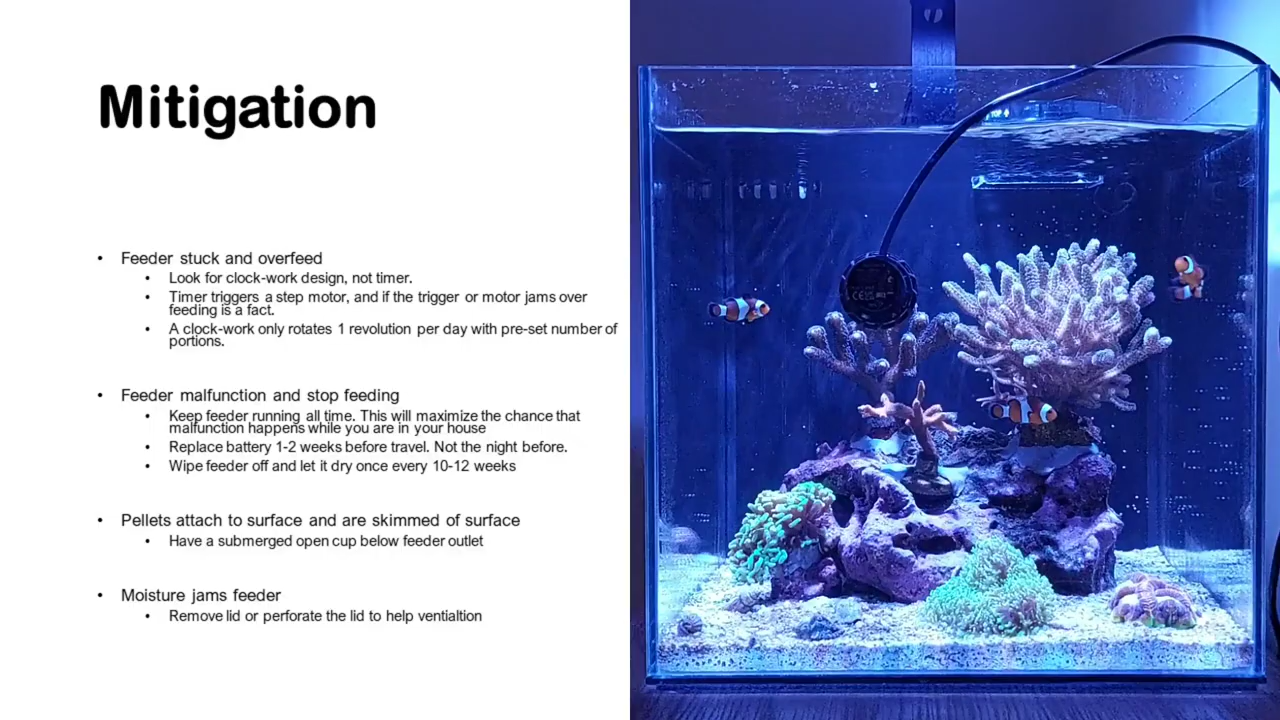 Mitigation
• Feeder stuck and overfeed
• Look for clock-work design, not timer.
• Timer triggers a step motor, and if the trigger or motor jams over
feeding is a fact.
• A clock-work only rotates 1 revolution per day with pre-set number of
portions.
• Feeder malfunction and stop feeding
• Keep feeder running all time. This will maximize the chance that
malfunction happens while you are in your house
• Replace battery 1-2 weeks before travel. Not the night before.
• Wipe feeder off and let it dry once every 10-12 weeks
• Pellets attach to surface and are skimmed of surface
• Have a submerged open cup below feeder outlet
• Moisture jams feeder
• Remove lid or perforate the lid to help ventialtion